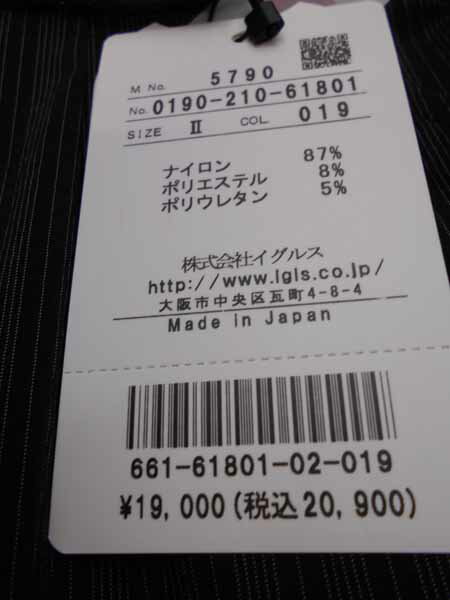 M No. 5790
No. 0190-210-61801
SIZE II COL. 019
ナイロン 87%
ポリエステル 8%
ポリウレタン 5%
株式会社イグルス
http://www.igls.co.jp/
大阪市中央区瓦町4-8-4
Made in Japan
661-61801-02-019
¥19,000(税込20,900)